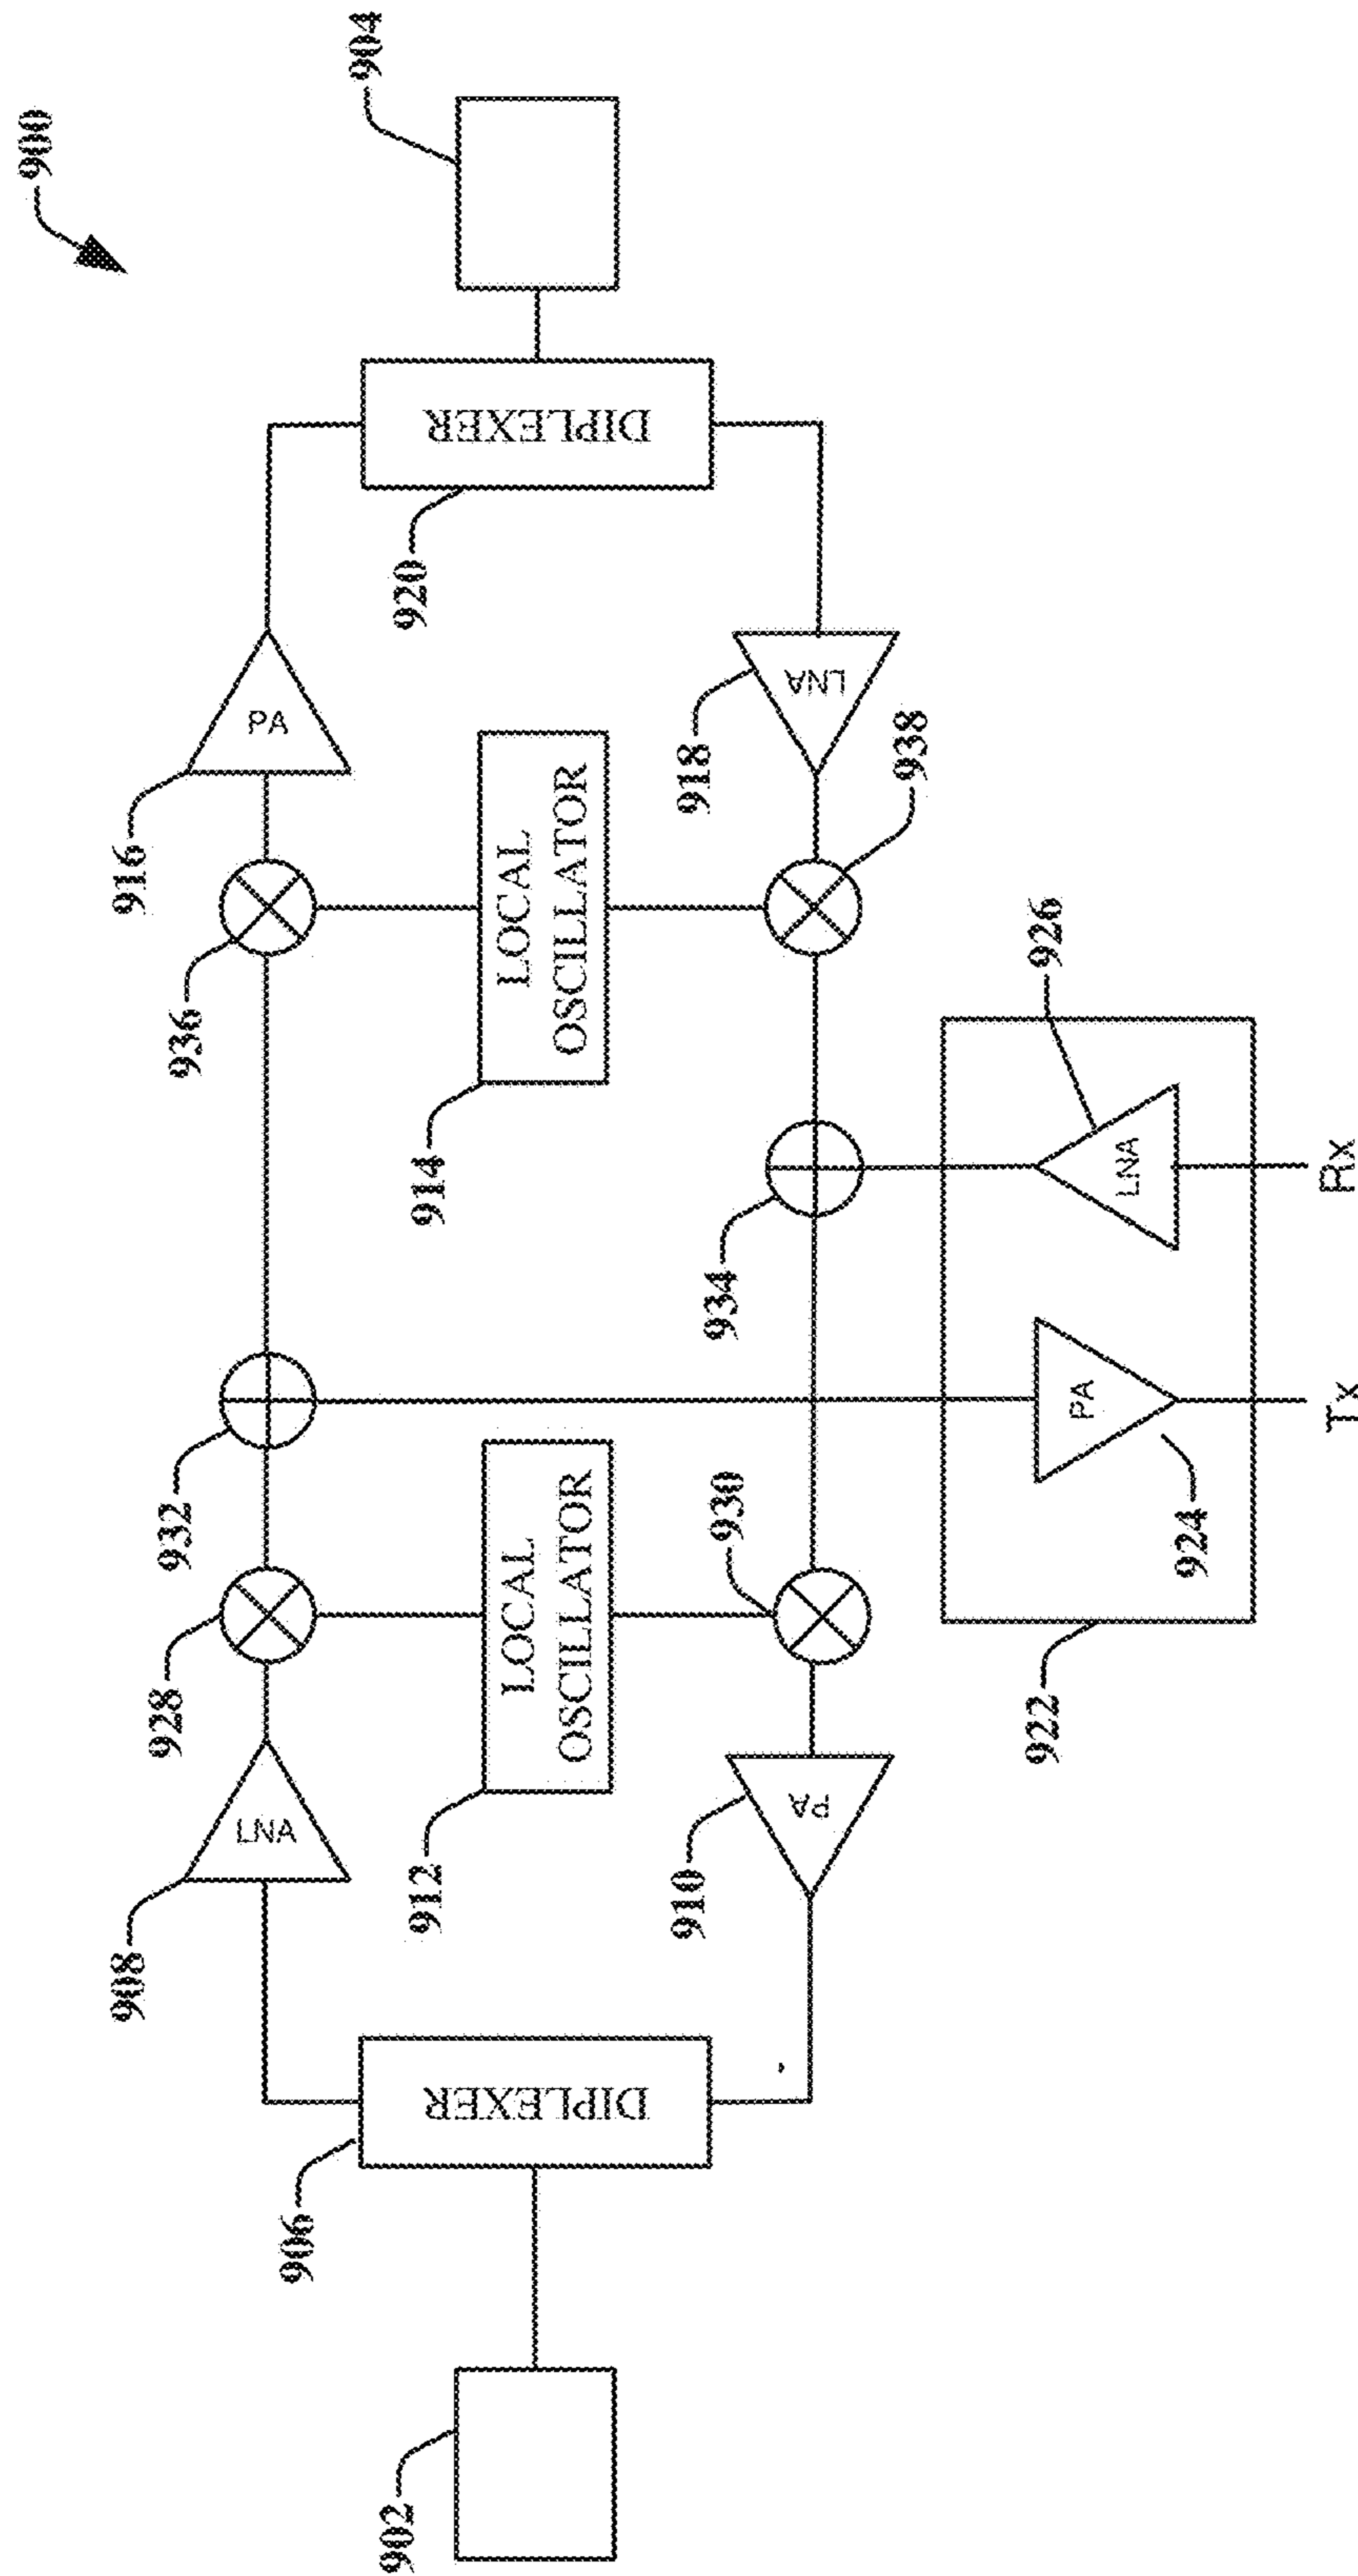 900
904
916
PA
936
920
DIPLEXER
932
914
LOCAL
OSCILLATOR
918
LNA
938
928
934
926
LNA
Rx
908
LNA
912
LOCAL
OSCILLATOR
930
PA
924
Tx
922
910
PA
906
DIPLEXER
902